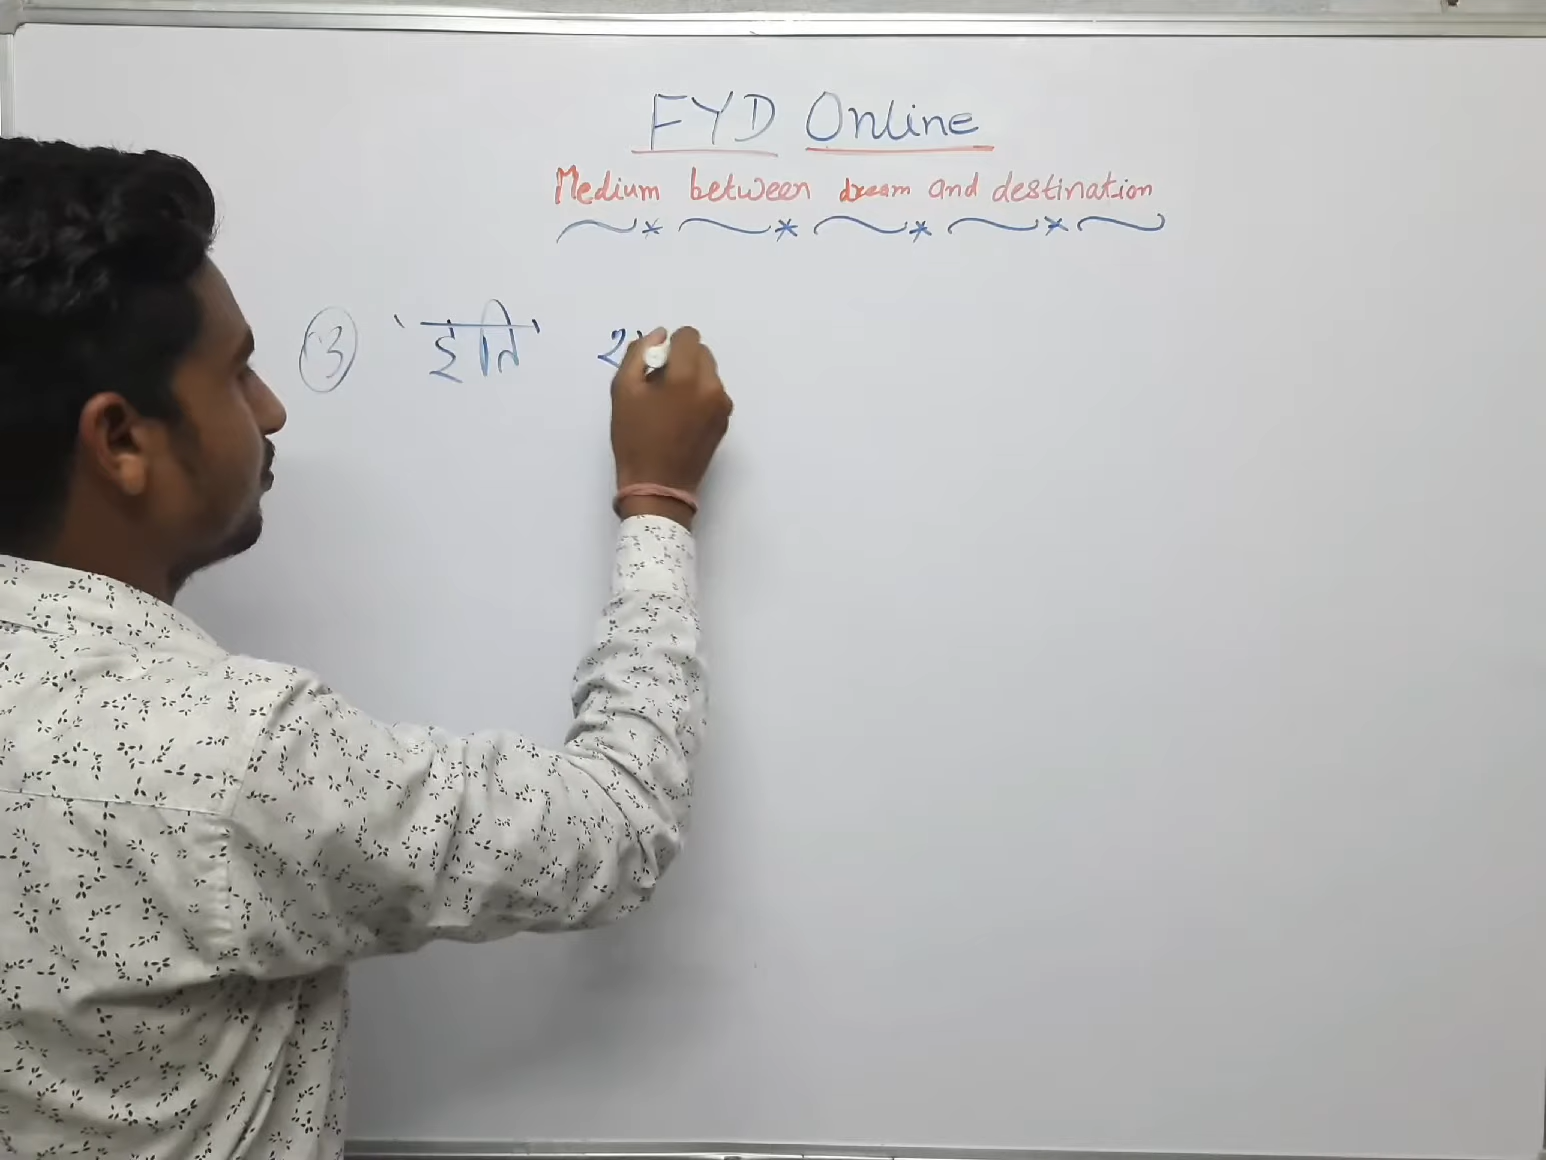 FYD Online
Medium between dream and destination
③ 'इति'